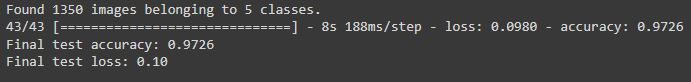 Found 1350 images belonging to 5 classes.
43/43 [==============================] - 8s 188ms/step - loss: 0.0980 - accuracy: 0.9726
Final test accuracy: 0.9726
Final test loss: 0.10